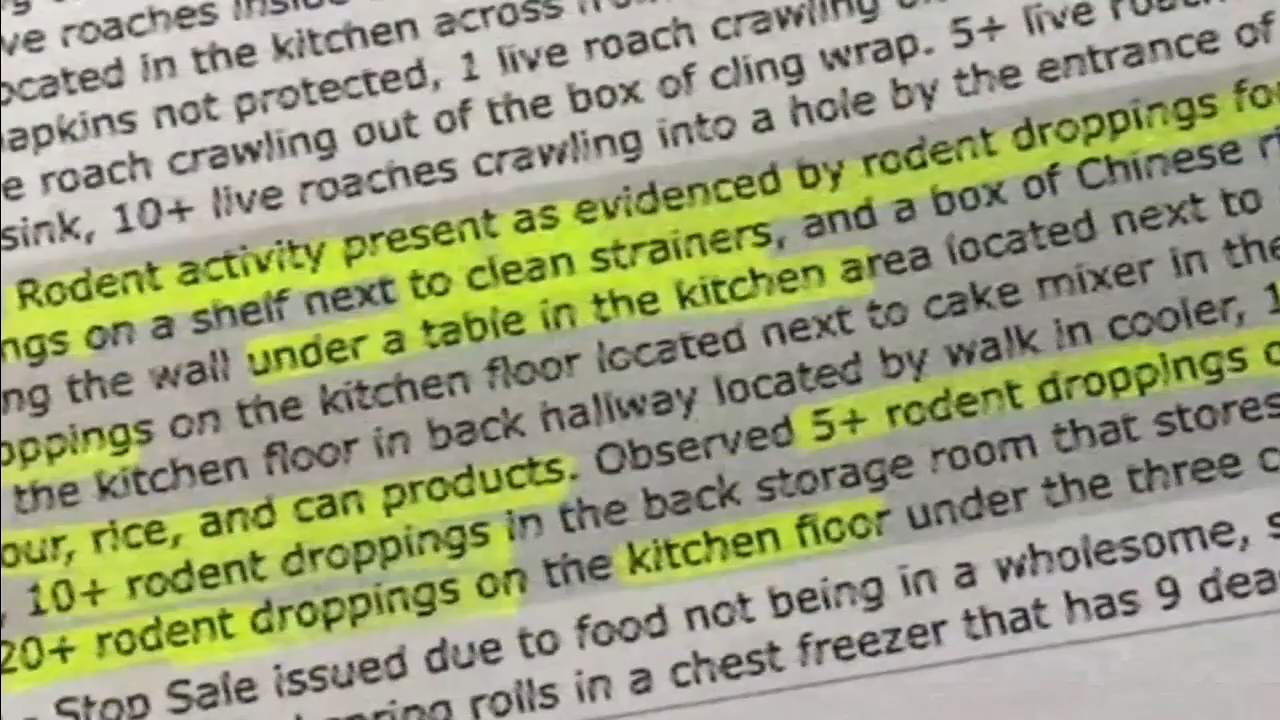 ve roaches
ocated in the kitchen across
apkins not protected, 1 live roach crawling
e roach crawling out of the box of cling wrap. 5+ live
sink, 10+ live roaches crawling into a hole by the entrance of
Rodent activity present as evidenced by rodent droppings fo
ngs on a shelf next to clean strainers, and a box of Chinese
ng the wall under a table in the kitchen area located next to
oppings on the kitchen floor located next to cake mixer in the
the kitchen floor in back hallway located by walk in cooler, 1
our, rice, and can products. Observed 5+ rodent droppings o
, 10+ rodent droppings in the back storage room that stores
20+ rodent droppings on the kitchen floor under the three c
- Stop Sale issued due to food not being in a wholesome, s
rolls in a chest freezer that has 9 dea